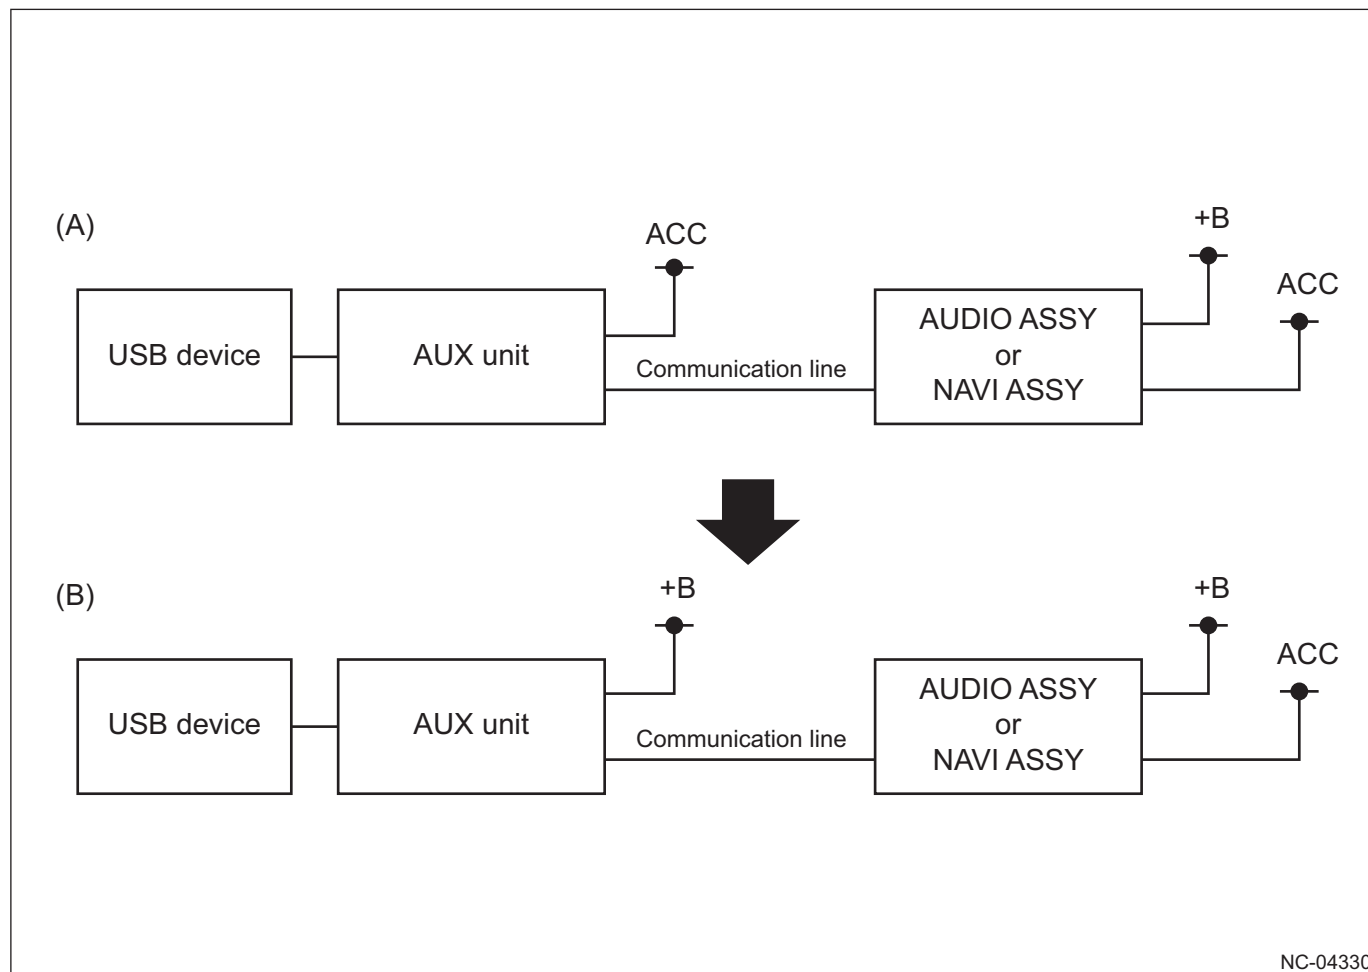 (A)
ACC
+B
ACC
USB device
AUX unit
Communication line
AUDIO ASSY
or
NAVI ASSY
(B)
+B
+B
ACC
USB device
AUX unit
Communication line
AUDIO ASSY
or
NAVI ASSY
NC-04330